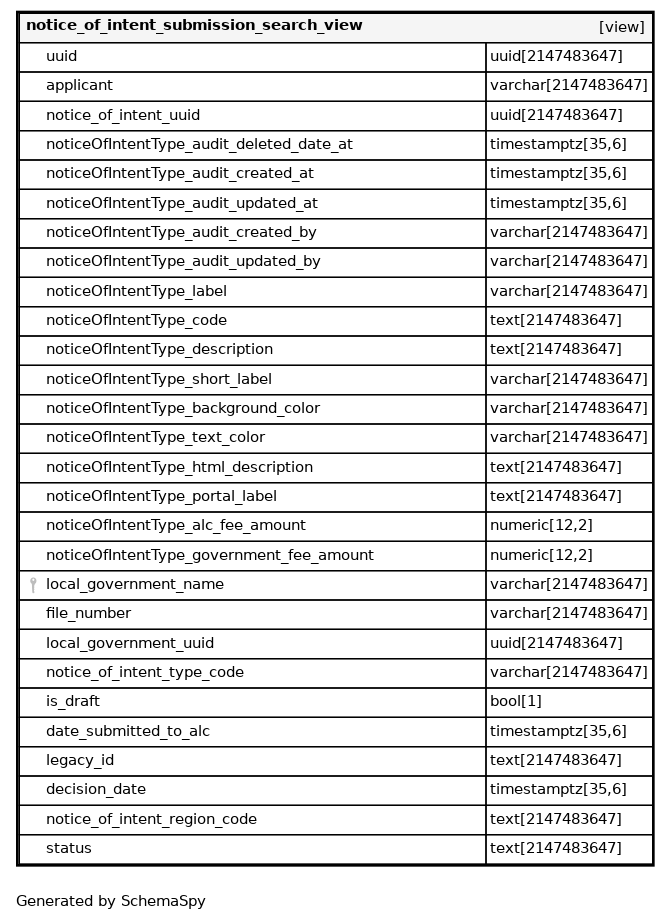 notice_of_intent_submission_search_view [view]
uuid uuid[2147483647]
applicant varchar[2147483647]
notice_of_intent_uuid uuid[2147483647]
noticeOfIntentType_audit_deleted_date_at timestamptz[35,6]
noticeOfIntentType_audit_created_at timestamptz[35,6]
noticeOfIntentType_audit_updated_at timestamptz[35,6]
noticeOfIntentType_audit_created_by varchar[2147483647]
noticeOfIntentType_audit_updated_by varchar[2147483647]
noticeOfIntentType_label varchar[2147483647]
noticeOfIntentType_code text[2147483647]
noticeOfIntentType_description text[2147483647]
noticeOfIntentType_short_label varchar[2147483647]
noticeOfIntentType_background_color varchar[2147483647]
noticeOfIntentType_text_color varchar[2147483647]
noticeOfIntentType_html_description text[2147483647]
noticeOfIntentType_portal_label text[2147483647]
noticeOfIntentType_alc_fee_amount numeric[12,2]
noticeOfIntentType_government_fee_amount numeric[12,2]
local_government_name varchar[2147483647]
file_number varchar[2147483647]
local_government_uuid uuid[2147483647]
notice_of_intent_type_code varchar[2147483647]
is_draft bool[1]
date_submitted_to_alc timestamptz[35,6]
legacy_id text[2147483647]
decision_date timestamptz[35,6]
notice_of_intent_region_code text[2147483647]
status text[2147483647]
Generated by SchemaSpy